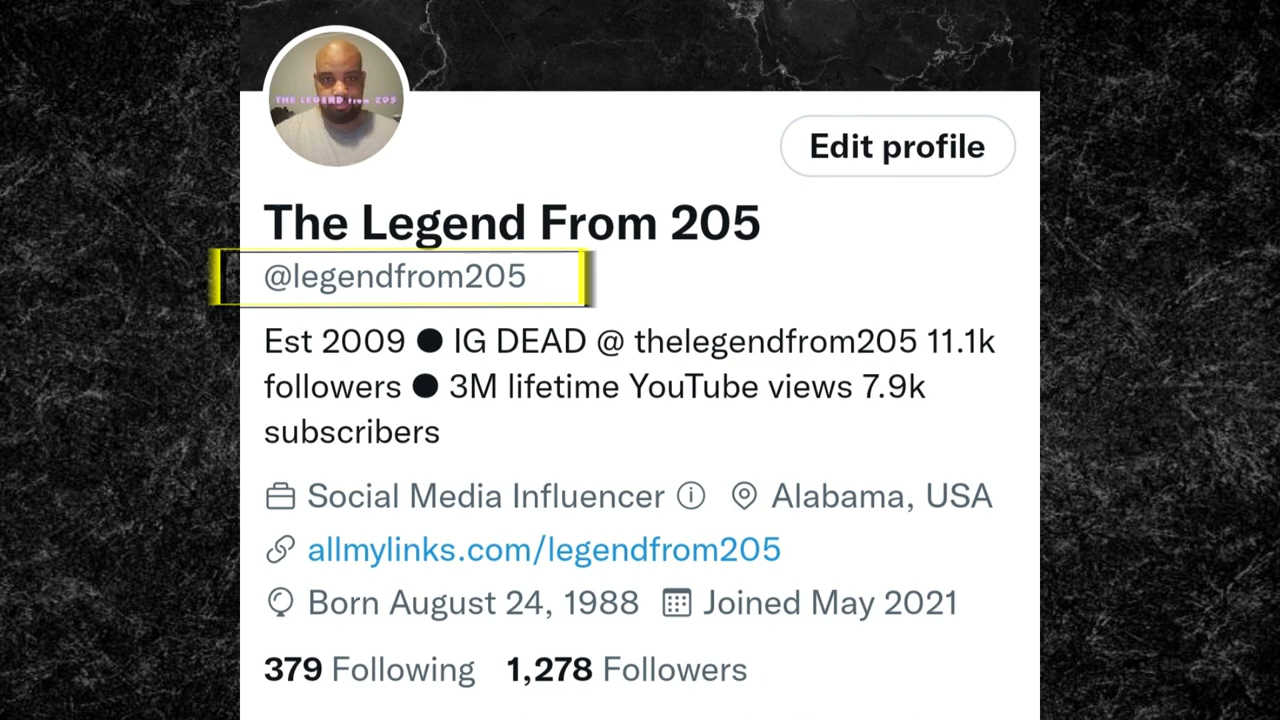 THE LEGEND from 205
Edit profile
The Legend From 205
@legendfrom205
Est 2009 ● IG DEAD @ thelegendfrom205 11.1k
followers ● 3M lifetime YouTube views 7.9k
subscribers
Social Media Influencer Alabama, USA
allmylinks.com/legendfrom205
Born August 24, 1988 Joined May 2021
379 Following 1,278 Followers